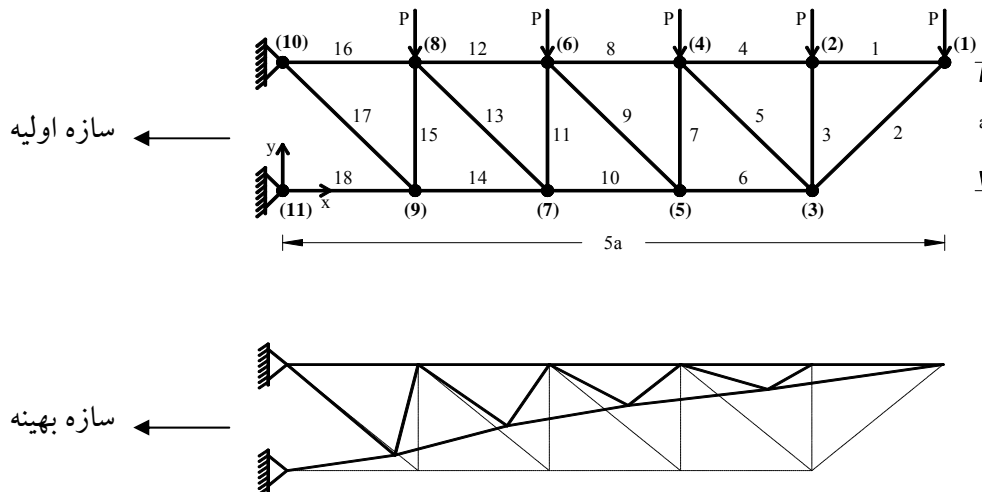 P P P P P
(10) 16 (8) 12 (6) 8 (4) 4 (2) 1 (1)
سازه اولیه
17 15 13 11 9 7 5 3 2
y
18 14 10 6
(11) x (9) (7) (5) (3)
5a
سازه بهینه